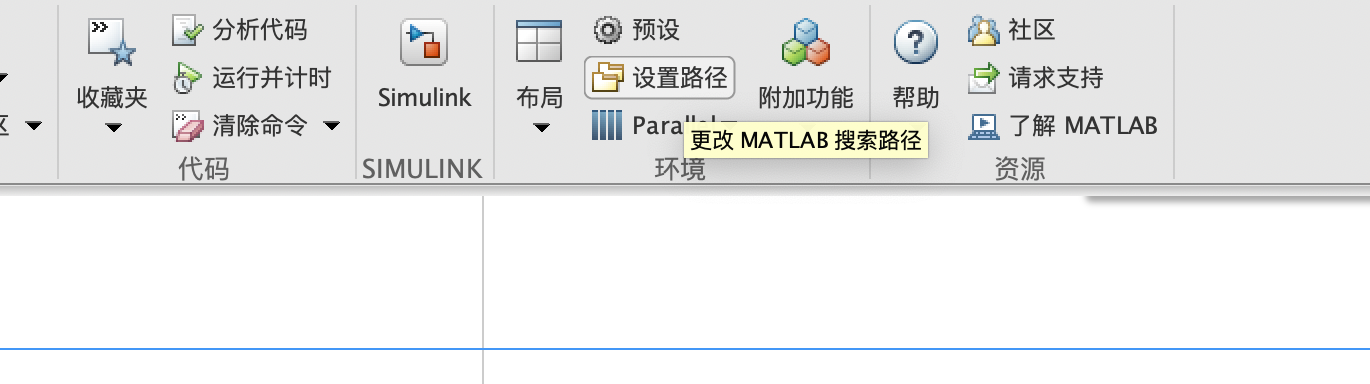 分析代码
运行并计时
清除命令
收藏夹
代码
Simulink
SIMULINK
布局
预设
设置路径
附加功能
更改 MATLAB 搜索路径
环境
帮助
社区
请求支持
了解 MATLAB
资源